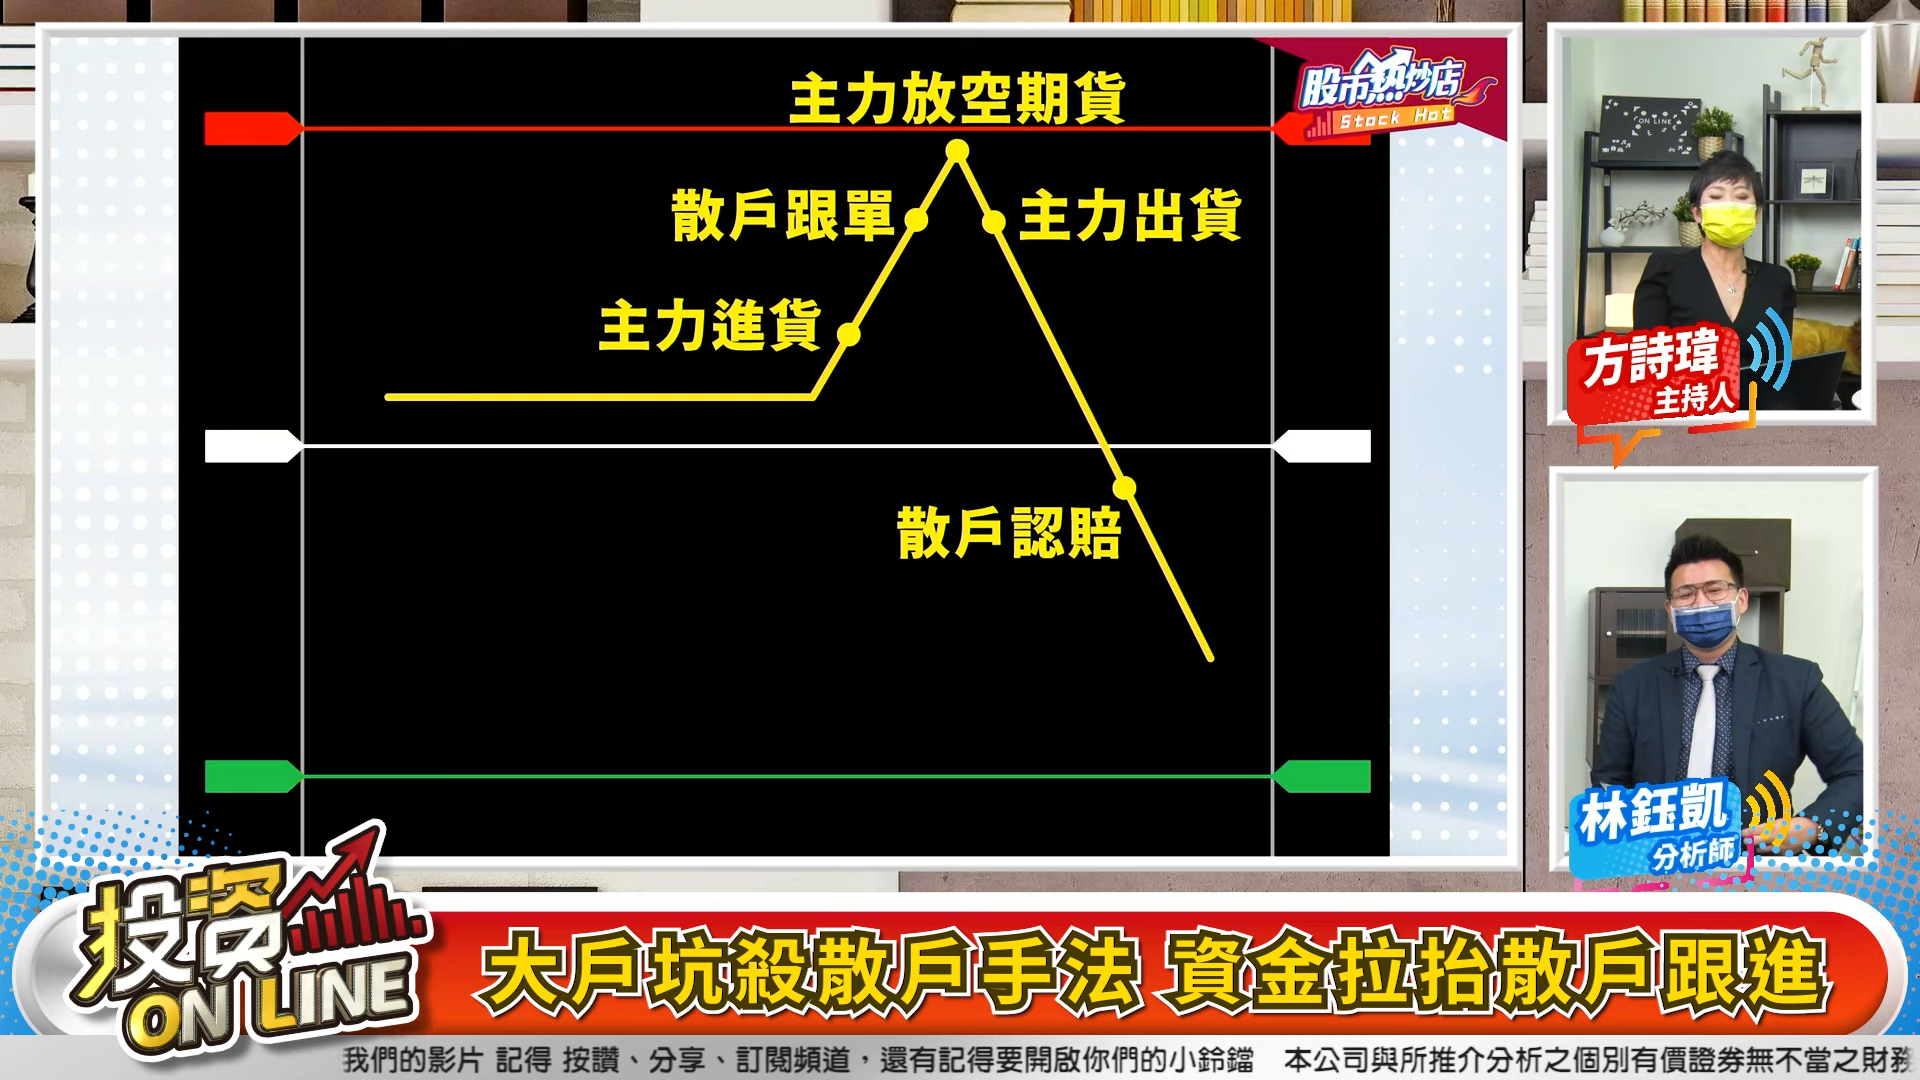 主力放空期貨
股市熱炒店
Stock Hot
散戶跟單
主力出貨
主力進貨
散戶認賠
ON LINE
方詩瑋
主持人
林鈺凱
分析師
投資
ON LINE
大戶坑殺散戶手法 資金拉抬散戶跟進
我們的影片 記得 按讚、分享、訂閱頻道，還有記得要開啟你們的小鈴鐺 本公司與所推介分析之個別有價證券無不當之財務